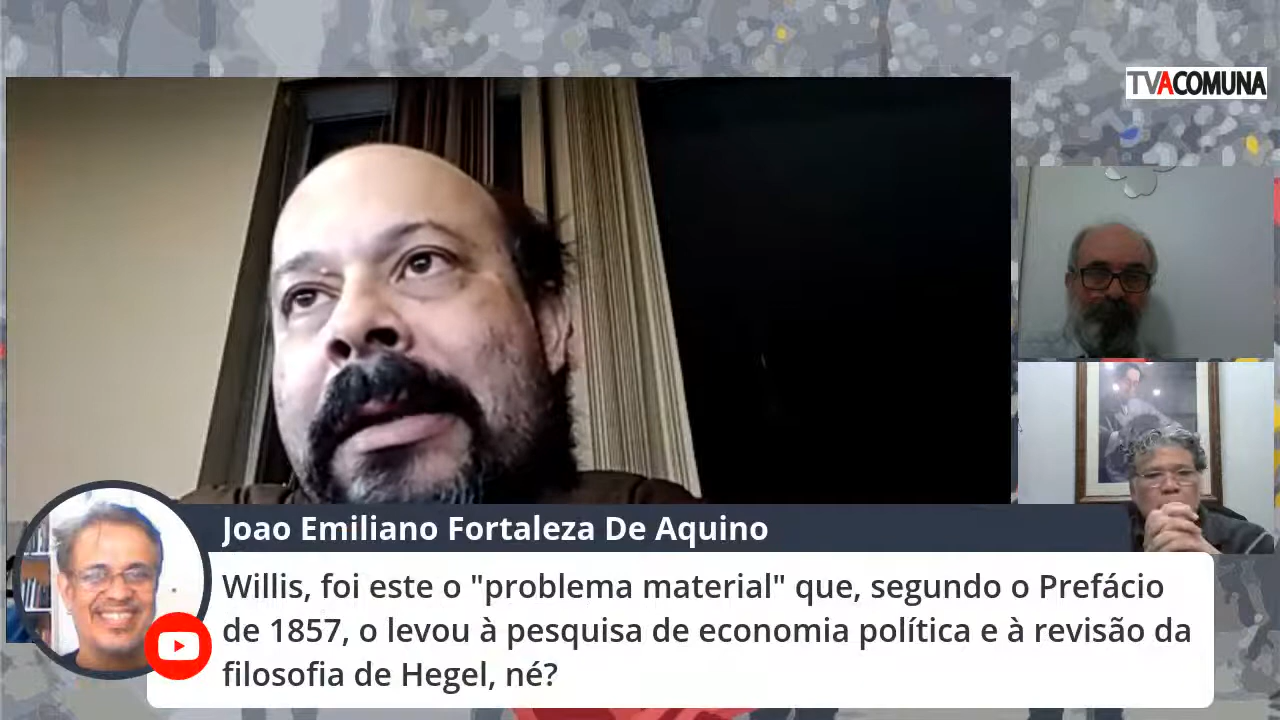 TVACOMUNA
Joao Emiliano Fortaleza De Aquino
Willis, foi este o "problema material" que, segundo o Prefácio
de 1857, o levou à pesquisa de economia política e à revisão da
filosofia de Hegel, né?